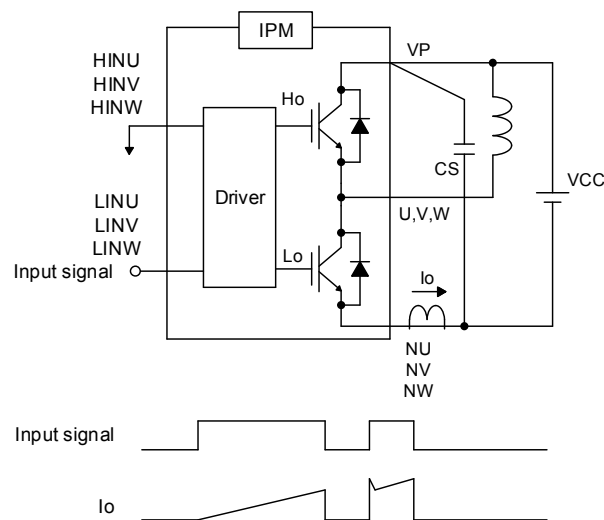 IPM
VP
HINU
HINV
HINW
Ho
CS
VCC
Driver
U,V,W
LINU
LINV
LINW
Input signal
Lo
Io
NU
NV
NW
Input signal
Io